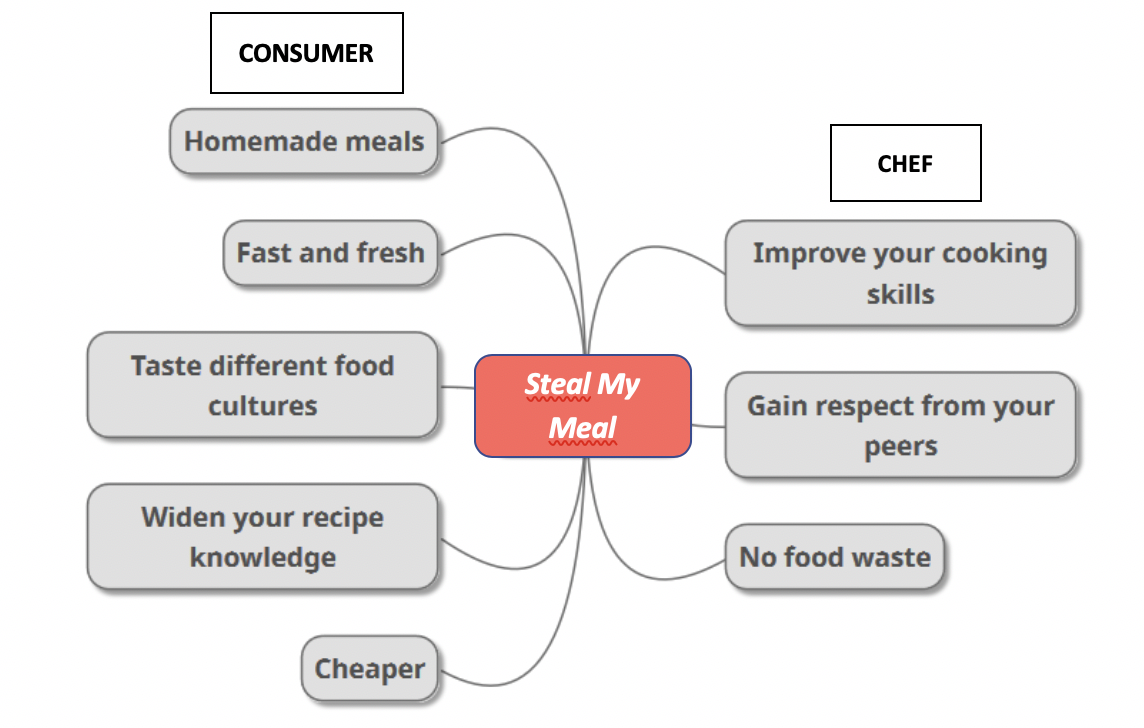 CONSUMER
Homemade meals
Fast and fresh
Taste different food
cultures
Widen your recipe
knowledge
Cheaper
Steal My
Meal
CHEF
Improve your cooking
skills
Gain respect from your
peers
No food waste